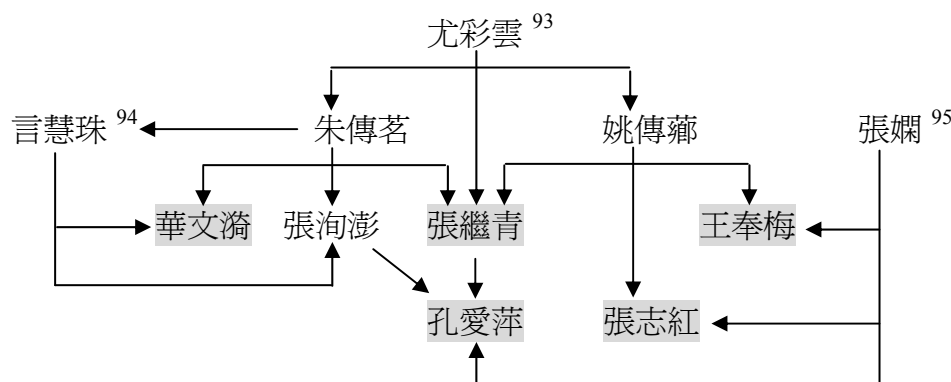 尤彩雲 93
言慧珠 94 朱傳茗 姚傳薌 張嫻 95
華文漪 張洵澎 張繼青 王奉梅
孔愛萍 張志紅